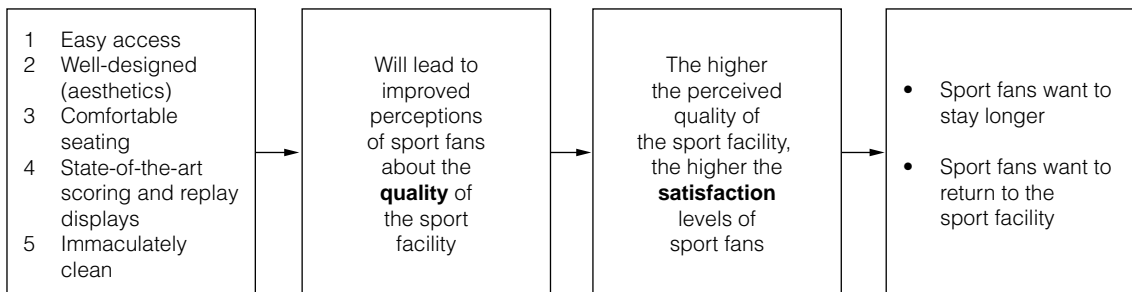 1 Easy access
2 Well-designed
(aesthetics)
3 Comfortable
seating
4 State-of-the-art
scoring and replay
displays
5 Immaculately
clean
Will lead to
improved
perceptions
of sport fans
about the
quality of
the sport
facility
The higher
the perceived
quality of
the sport facility,
the higher the
satisfaction
levels of
sport fans
• Sport fans want to
stay longer
• Sport fans want to
return to the
sport facility